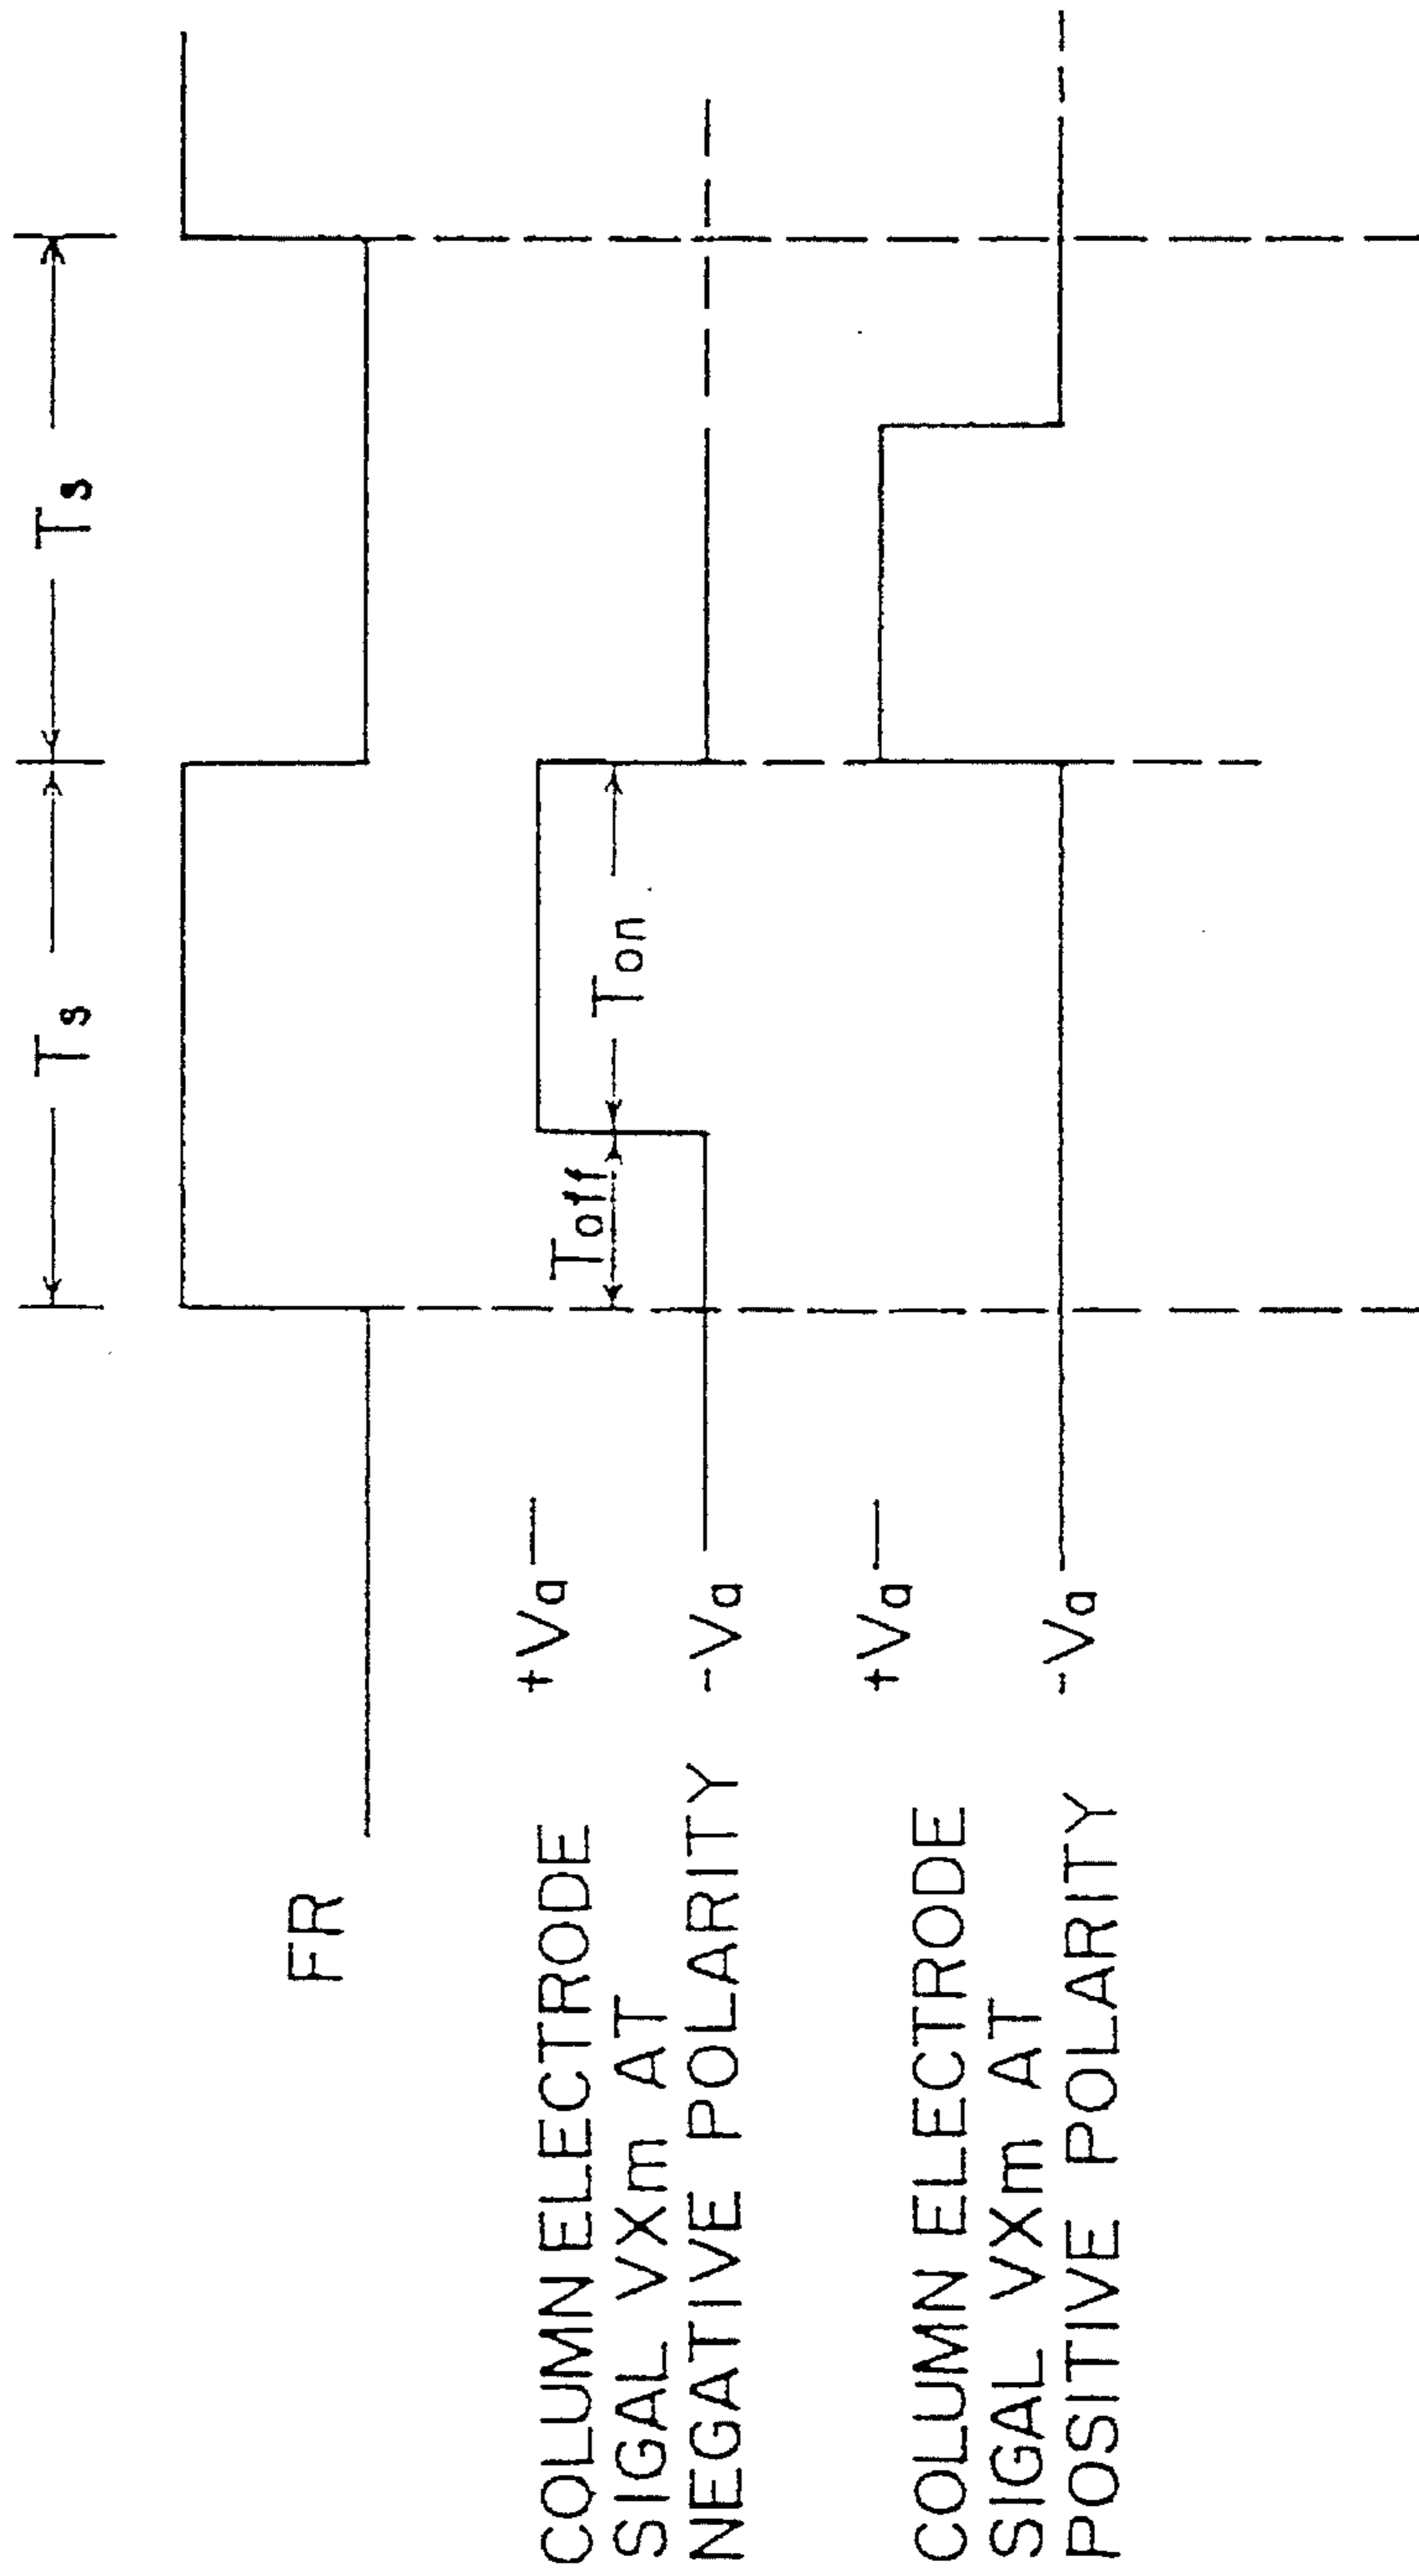 Ts
Ts
FR
COLUMN ELECTRODE
SIGAL VXm AT
NEGATIVE POLARITY
+Va
-Va
Toff
Ton
COLUMN ELECTRODE
SIGAL VXm AT
POSITIVE POLARITY
+Va
-Va